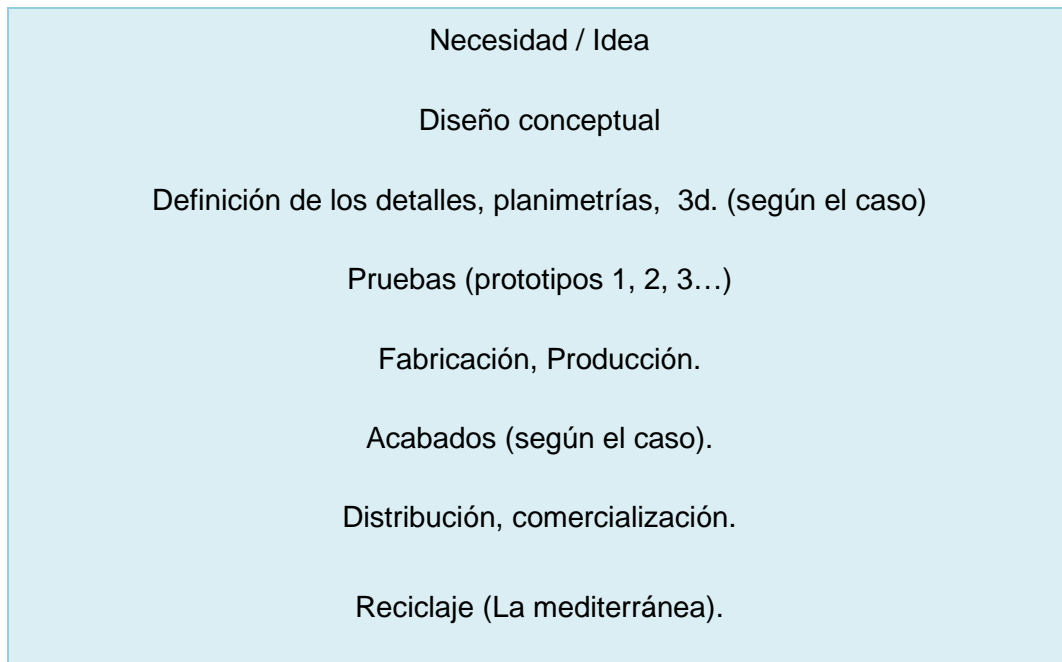 Necesidad / Idea
Diseño conceptual
Definición de los detalles, planimetrías, 3d. (según el caso)
Pruebas (prototipos 1, 2, 3…)
Fabricación, Producción.
Acabados (según el caso).
Distribución, comercialización.
Reciclaje (La mediterránea).